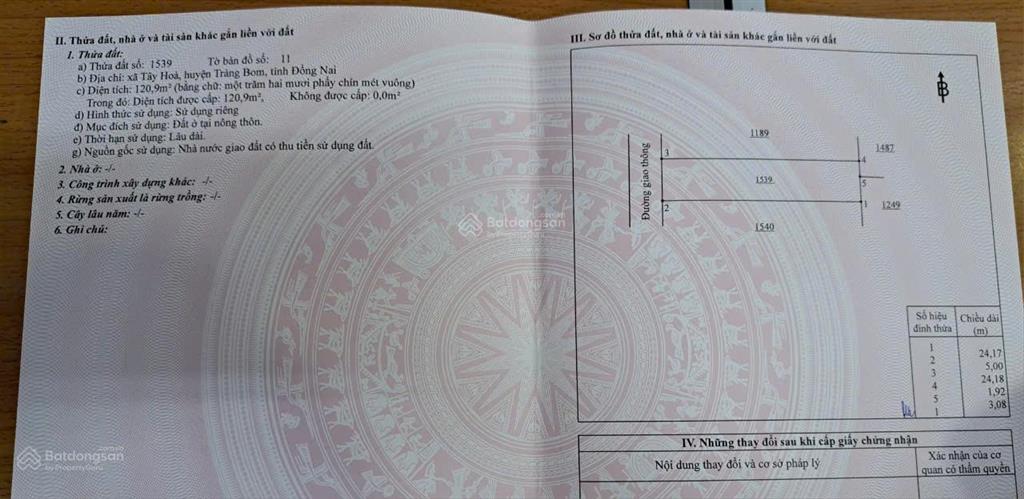 II. Thửa đất, nhà ở và tài sản khác gắn liền với đất
1. Thửa đất:
a) Thửa đất số: 1539 Tờ bản đồ số: 11
b) Địa chỉ: xã Tây Hoà, huyện Trảng Bom, tỉnh Đồng Nai
c) Diện tích: 120,9m² (bằng chữ: một trăm hai mươi phẩy chín mét vuông)
Trong đó: Diện tích được cấp: 120,9m², Không được cấp: 0,0m²
d) Hình thức sử dụng: Sử dụng riêng
đ) Mục đích sử dụng: Đất ở tại nông thôn.
e) Thời hạn sử dụng: Lâu dài.
g) Nguồn gốc sử dụng: Nhà nước giao đất có thu tiền sử dụng đất.
2. Nhà ở: -/-
3. Công trình xây dựng khác: -/-
4. Rừng sản xuất là rừng trồng: -/-
5. Cây lâu năm: -/-
6. Ghi chú:
III. Sơ đồ thửa đất, nhà ở và tài sản khác gắn liền với đất
B
1189
3
4
1487
Đường giao thông
1539
5
2
1
1249
1540
Số hiệu đỉnh thửa Chiều dài (m)
1
24,17
2
5,00
3
24,18
4
1,92
5
3,08
1
IV. Những thay đổi sau khi cấp giấy chứng nhận
Nội dung thay đổi và cơ sở pháp lý
Xác nhận của cơ
quan có thẩm quyền
Batdongsan.com.vn
by PropertyGuru
Batdongsan.com.vn
by PropertyGuru